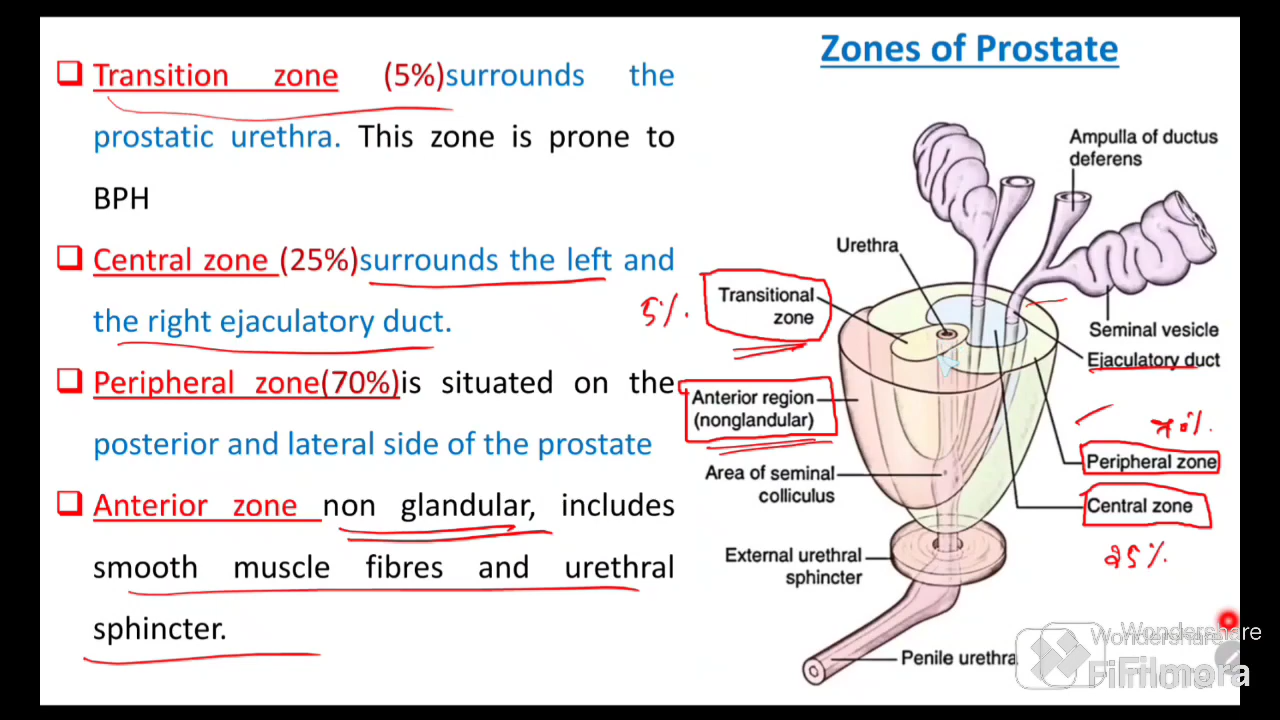 Zones of Prostate
❑ Transition zone (5%)surrounds the
prostatic urethra. This zone is prone to
BPH
❑ Central zone (25%)surrounds the left and
the right ejaculatory duct.
❑ Peripheral zone(70%)is situated on the
posterior and lateral side of the prostate
❑ Anterior zone non glandular, includes
smooth muscle fibres and urethral
sphincter.
Ampulla of ductus
deferens
Urethra
5%.
Transitional
zone
Seminal vesicle
Ejaculatory duct
Anterior region
(nonglandular)
70%.
Peripheral zone
Area of seminal
colliculus
Central zone
25%.
External urethral
sphincter
Penile urethra
Wondershare
Wondershare
Filmora